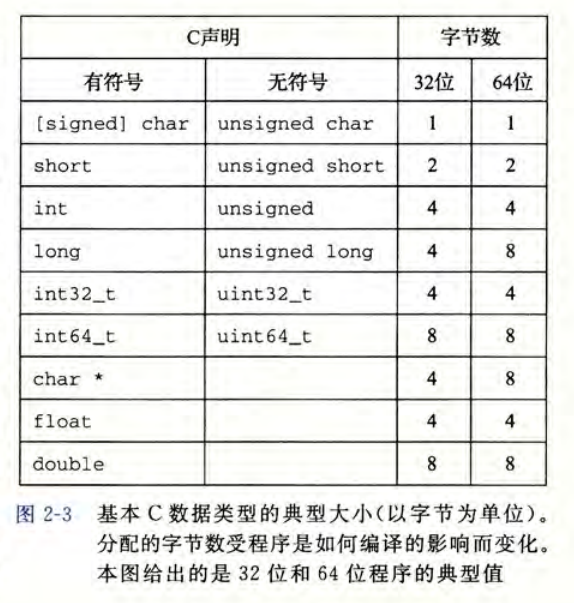 C声明 字节数
有符号 无符号 32位 64位
[signed] char unsigned char 1 1
short unsigned short 2 2
int unsigned 4 4
long unsigned long 4 8
int32_t uint32_t 4 4
int64_t uint64_t 8 8
char * 4 8
float 4 4
double 8 8
图 2-3 基本 C 数据类型的典型大小(以字节为单位)。
分配的字节数受程序是如何编译的影响而变化。
本图给出的是 32 位和 64 位程序的典型值